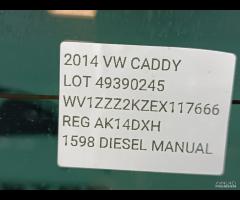 2014 VW CADDY
LOT 49390245
WV1ZZZ2KZEX117666
REG AK14DXH
1598 DIESEL MANUAL